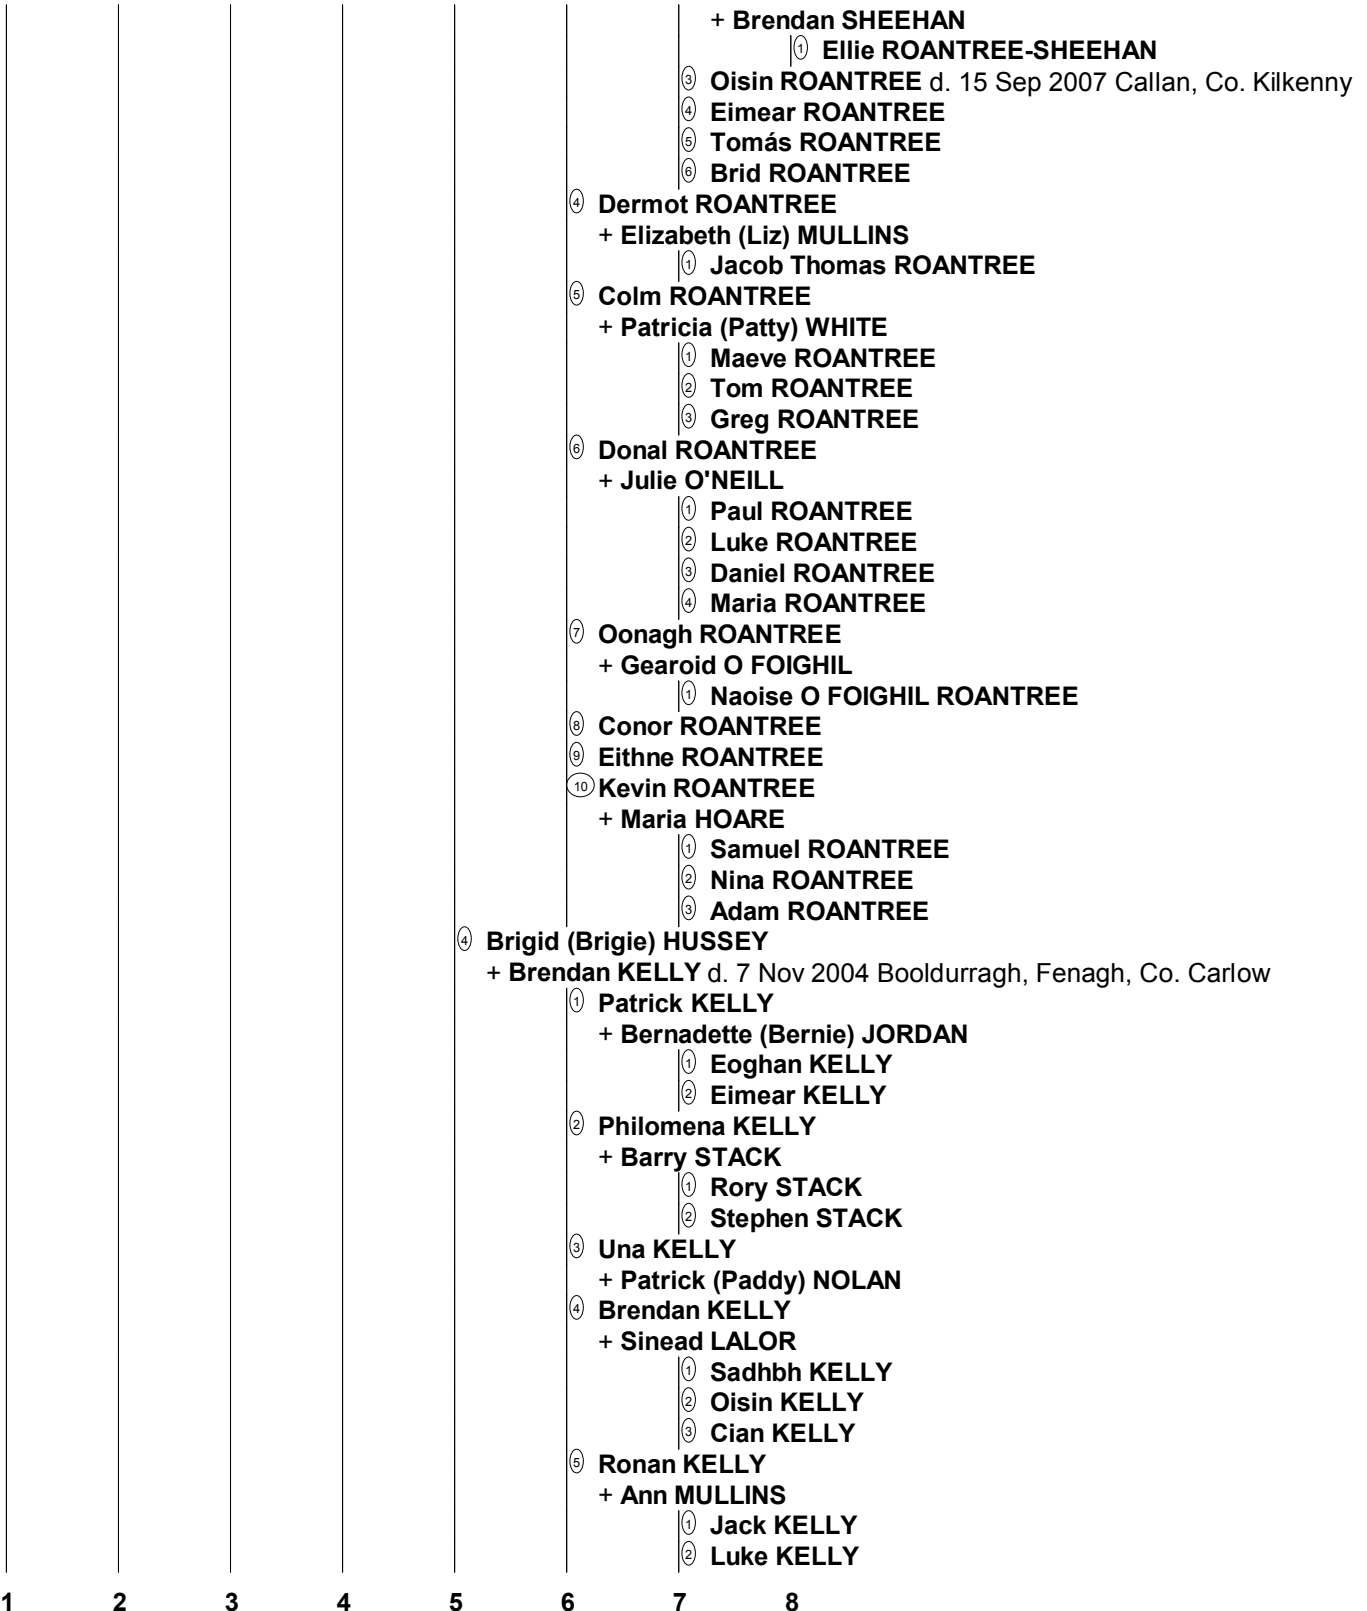 + Brendan SHEEHAN
1 Ellie ROANTREE-SHEEHAN
3 Oisin ROANTREE d. 15 Sep 2007 Callan, Co. Kilkenny
4 Eimear ROANTREE
5 Tomás ROANTREE
6 Brid ROANTREE
4 Dermot ROANTREE
+ Elizabeth (Liz) MULLINS
1 Jacob Thomas ROANTREE
5 Colm ROANTREE
+ Patricia (Patty) WHITE
1 Maeve ROANTREE
2 Tom ROANTREE
3 Greg ROANTREE
6 Donal ROANTREE
+ Julie O'NEILL
1 Paul ROANTREE
2 Luke ROANTREE
3 Daniel ROANTREE
4 Maria ROANTREE
7 Oonagh ROANTREE
+ Gearoid O FOIGHIL
1 Naoise O FOIGHIL ROANTREE
8 Conor ROANTREE
9 Eithne ROANTREE
10 Kevin ROANTREE
+ Maria HOARE
1 Samuel ROANTREE
2 Nina ROANTREE
3 Adam ROANTREE
4 Brigid (Brigie) HUSSEY
+ Brendan KELLY d. 7 Nov 2004 Booldurragh, Fenagh, Co. Carlow
1 Patrick KELLY
+ Bernadette (Bernie) JORDAN
1 Eoghan KELLY
2 Eimear KELLY
2 Philomena KELLY
+ Barry STACK
1 Rory STACK
2 Stephen STACK
3 Una KELLY
+ Patrick (Paddy) NOLAN
4 Brendan KELLY
+ Sinead LALOR
1 Sadhbh KELLY
2 Oisin KELLY
3 Cian KELLY
5 Ronan KELLY
+ Ann MULLINS
1 Jack KELLY
2 Luke KELLY
1 2 3 4 5 6 7 8